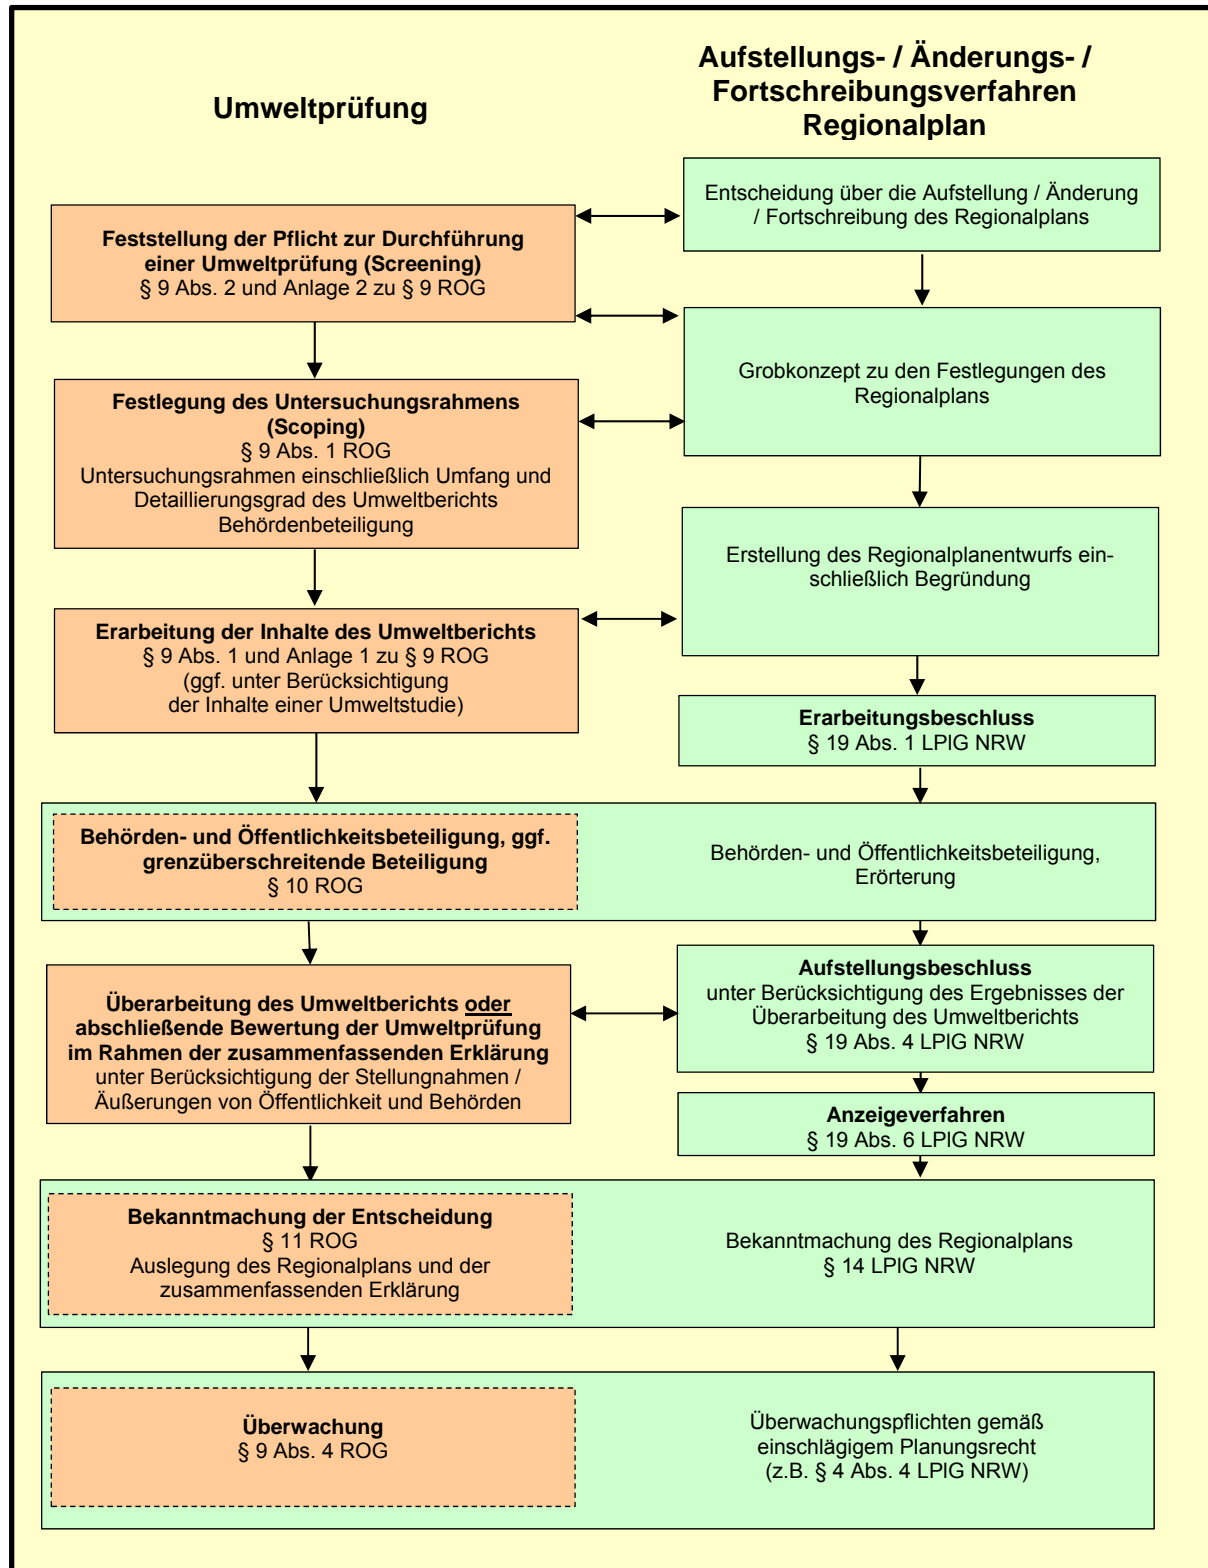 Umweltprüfung
Aufstellungs- / Änderungs- /
Fortschreibungsverfahren
Regionalplan
Entscheidung über die Aufstellung / Änderung
/ Fortschreibung des Regionalplans
Feststellung der Pflicht zur Durchführung
einer Umweltprüfung (Screening)
§ 9 Abs. 2 und Anlage 2 zu § 9 ROG
Grobkonzept zu den Festlegungen des
Regionalplans
Festlegung des Untersuchungsrahmens
(Scoping)
§ 9 Abs. 1 ROG
Untersuchungsrahmen einschließlich Umfang und
Detaillierungsgrad des Umweltberichts
Behördenbeteiligung
Erstellung des Regionalplanentwurfs ein-
schließlich Begründung
Erarbeitung der Inhalte des Umweltberichts
§ 9 Abs. 1 und Anlage 1 zu § 9 ROG
(ggf. unter Berücksichtigung
der Inhalte einer Umweltstudie)
Erarbeitungsbeschluss
§ 19 Abs. 1 LPlG NRW
Behörden- und Öffentlichkeitsbeteiligung, ggf.
grenzüberschreitende Beteiligung
§ 10 ROG
Behörden- und Öffentlichkeitsbeteiligung,
Erörterung
Aufstellungsbeschluss
unter Berücksichtigung des Ergebnisses der
Überarbeitung des Umweltberichts
§ 19 Abs. 4 LPlG NRW
Überarbeitung des Umweltberichts oder
abschließende Bewertung der Umweltprüfung
im Rahmen der zusammenfassenden Erklärung
unter Berücksichtigung der Stellungnahmen /
Äußerungen von Öffentlichkeit und Behörden
Anzeigeverfahren
§ 19 Abs. 6 LPlG NRW
Bekanntmachung der Entscheidung
§ 11 ROG
Auslegung des Regionalplans und der
zusammenfassenden Erklärung
Bekanntmachung des Regionalplans
§ 14 LPlG NRW
Überwachung
§ 9 Abs. 4 ROG
Überwachungspflichten gemäß
einschlägigem Planungsrecht
(z.B. § 4 Abs. 4 LPlG NRW)